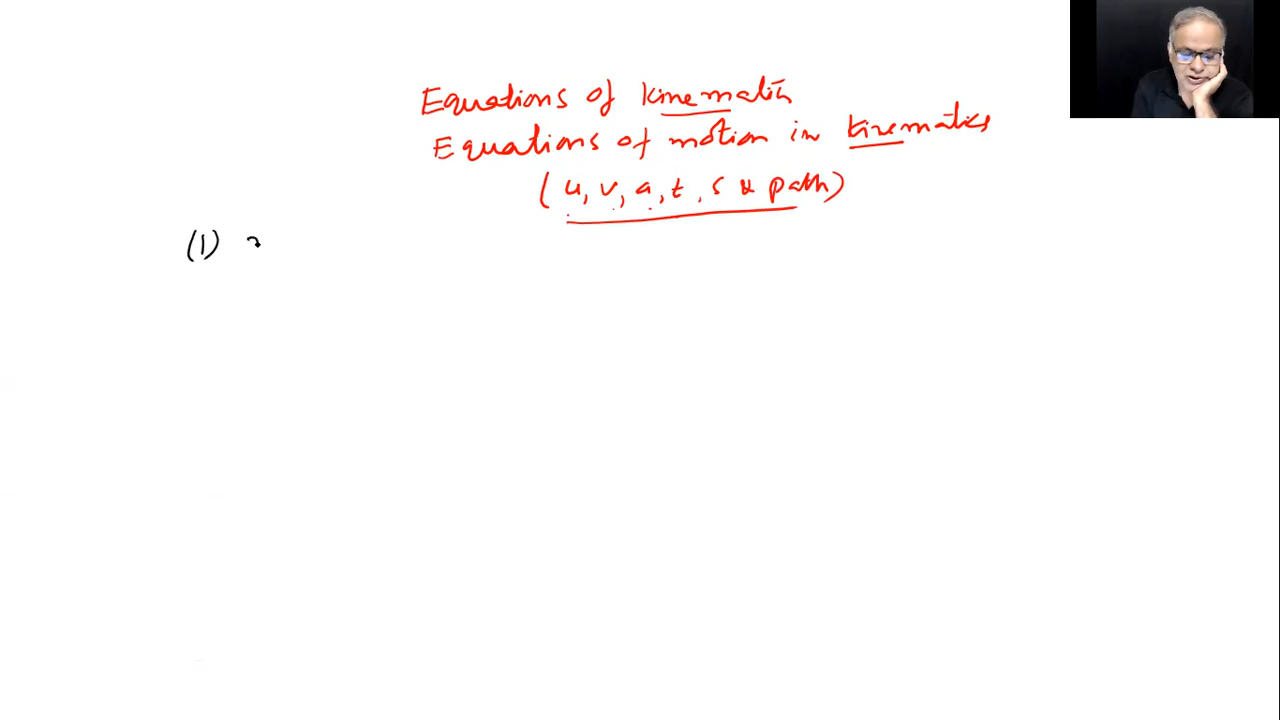 Equations of kinematics
Equations of motion in kinematics
(u, v, a, t, s & path)
(1)